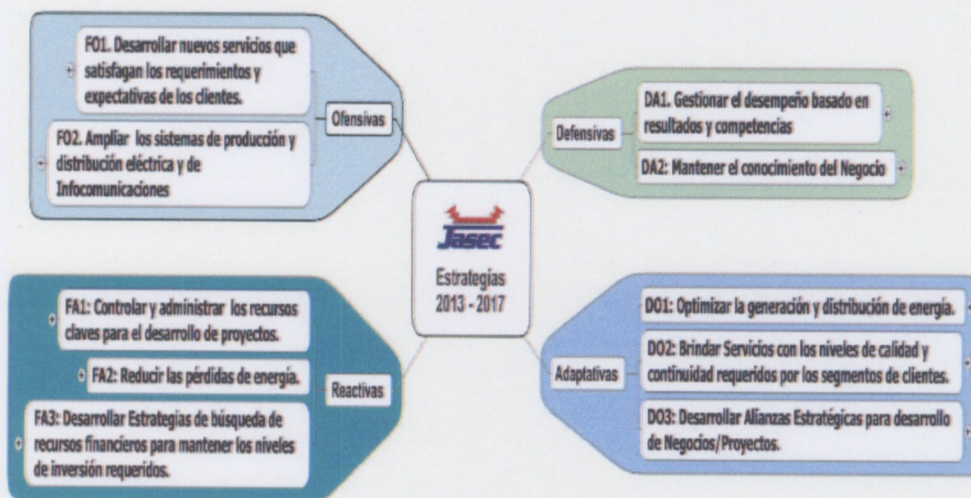 FO1. Desarrollar nuevos servicios que
satisfagan los requerimientos y
expectativas de los clientes.
FO2. Ampliar los sistemas de producción y
distribución eléctrica y de
Infocomunicaciones
Ofensivas
DA1. Gestionar el desempeño basado en
resultados y competencias
DA2: Mantener el conocimiento del Negocio
Defensivas
Jasec
Estrategias
2013 - 2017
FA1: Controlar y administrar los recursos
claves para el desarrollo de proyectos.
FA2: Reducir las pérdidas de energía.
FA3: Desarrollar Estrategias de búsqueda de
recursos financieros para mantener los niveles
de inversión requeridos.
Reactivas
DO1: Optimizar la generación y distribución de energía.
DO2: Brindar Servicios con los niveles de calidad y
continuidad requeridos por los segmentos de clientes.
DO3: Desarrollar Alianzas Estratégicas para desarrollo
de Negocios/Proyectos.
Adaptativas